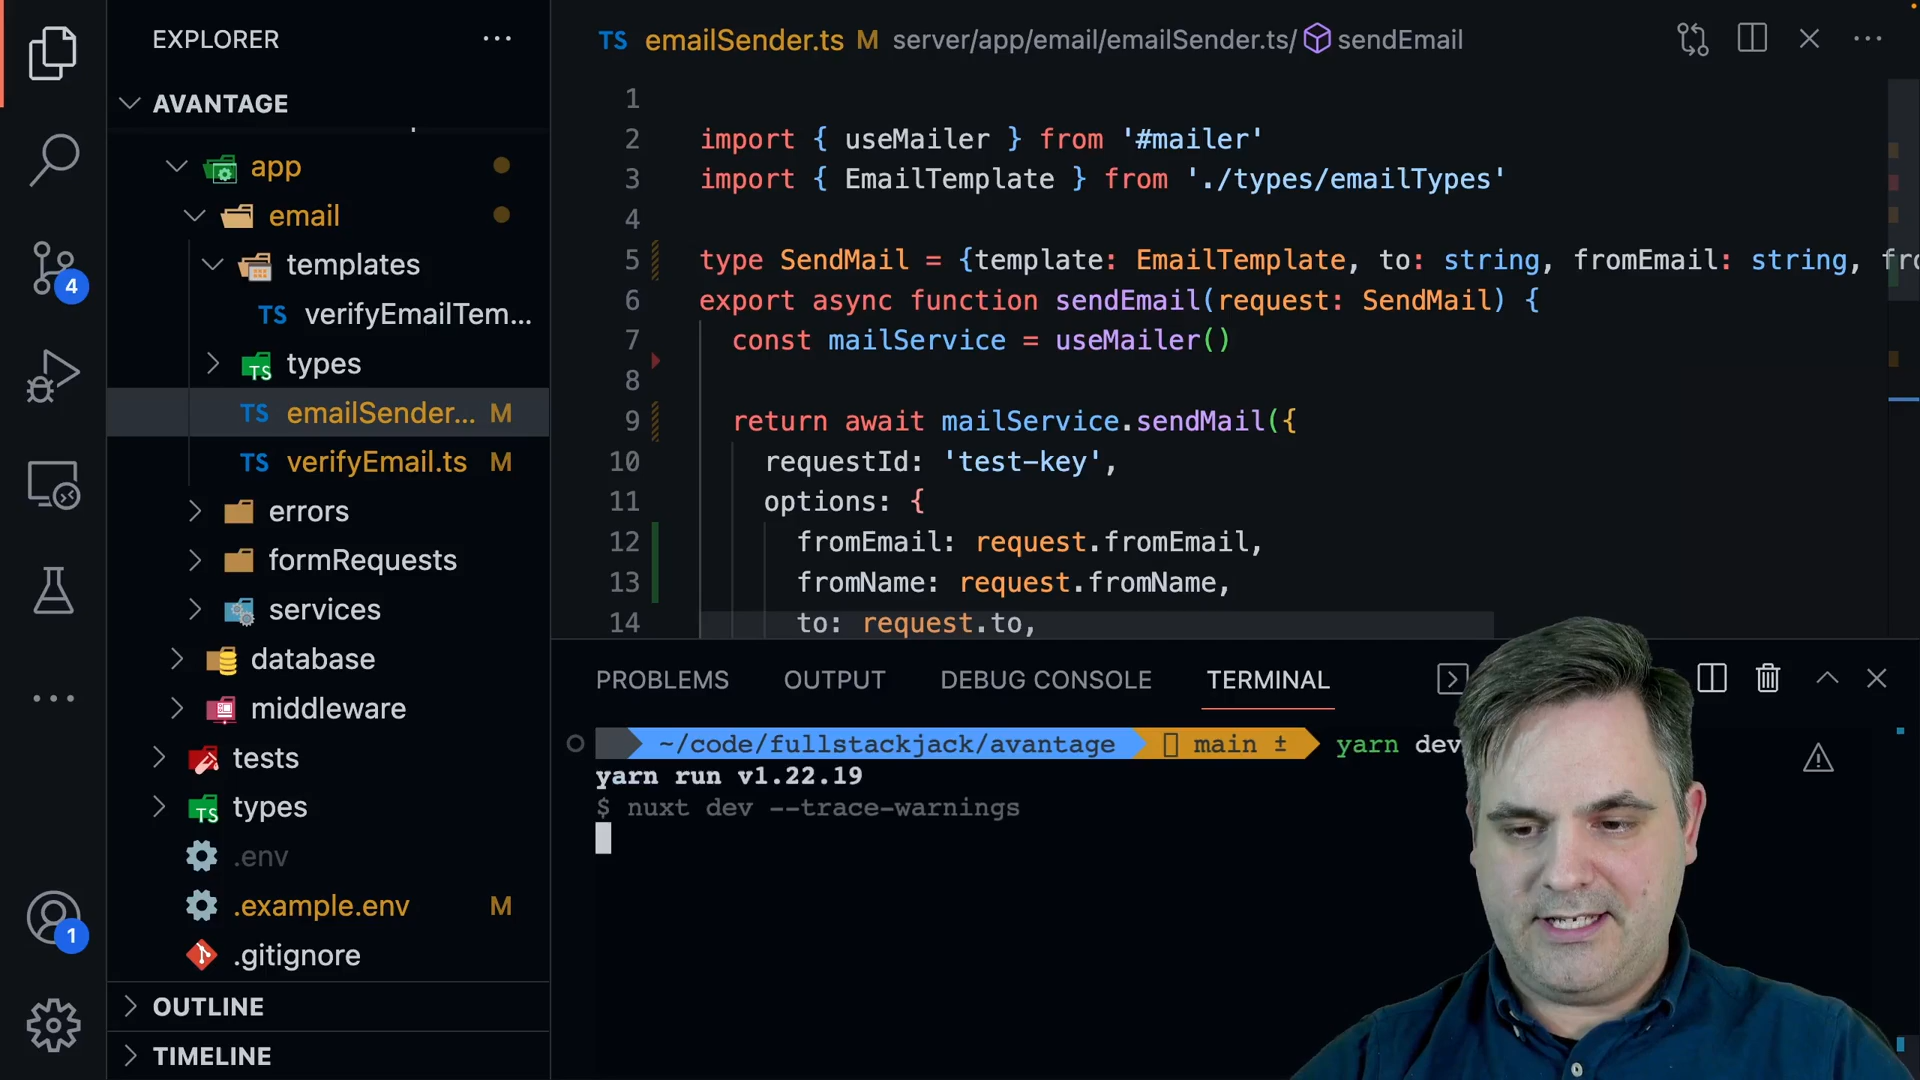 EXPLORER
AVANTAGE
app
email
templates
verifyEmailTem...
types
emailSender... M
verifyEmail.ts M
errors
formRequests
services
database
middleware
tests
types
.env
.example.env M
.gitignore
OUTLINE
TIMELINE
4
1
TS emailSender.ts M server/app/email/emailSender.ts/ sendEmail
1
2 import { useMailer } from '#mailer'
3 import { EmailTemplate } from './types/emailTypes'
4
5 type SendMail = {template: EmailTemplate, to: string, fromEmail: string, fro
6 export async function sendEmail(request: SendMail) {
7 const mailService = useMailer()
8
9 return await mailService.sendMail({
10 requestId: 'test-key',
11 options: {
12 fromEmail: request.fromEmail,
13 fromName: request.fromName,
14 to: request.to,
PROBLEMS OUTPUT DEBUG CONSOLE TERMINAL
~/code/fullstackjack/avantage main ± yarn dev
yarn run v1.22.19
$ nuxt dev --trace-warnings